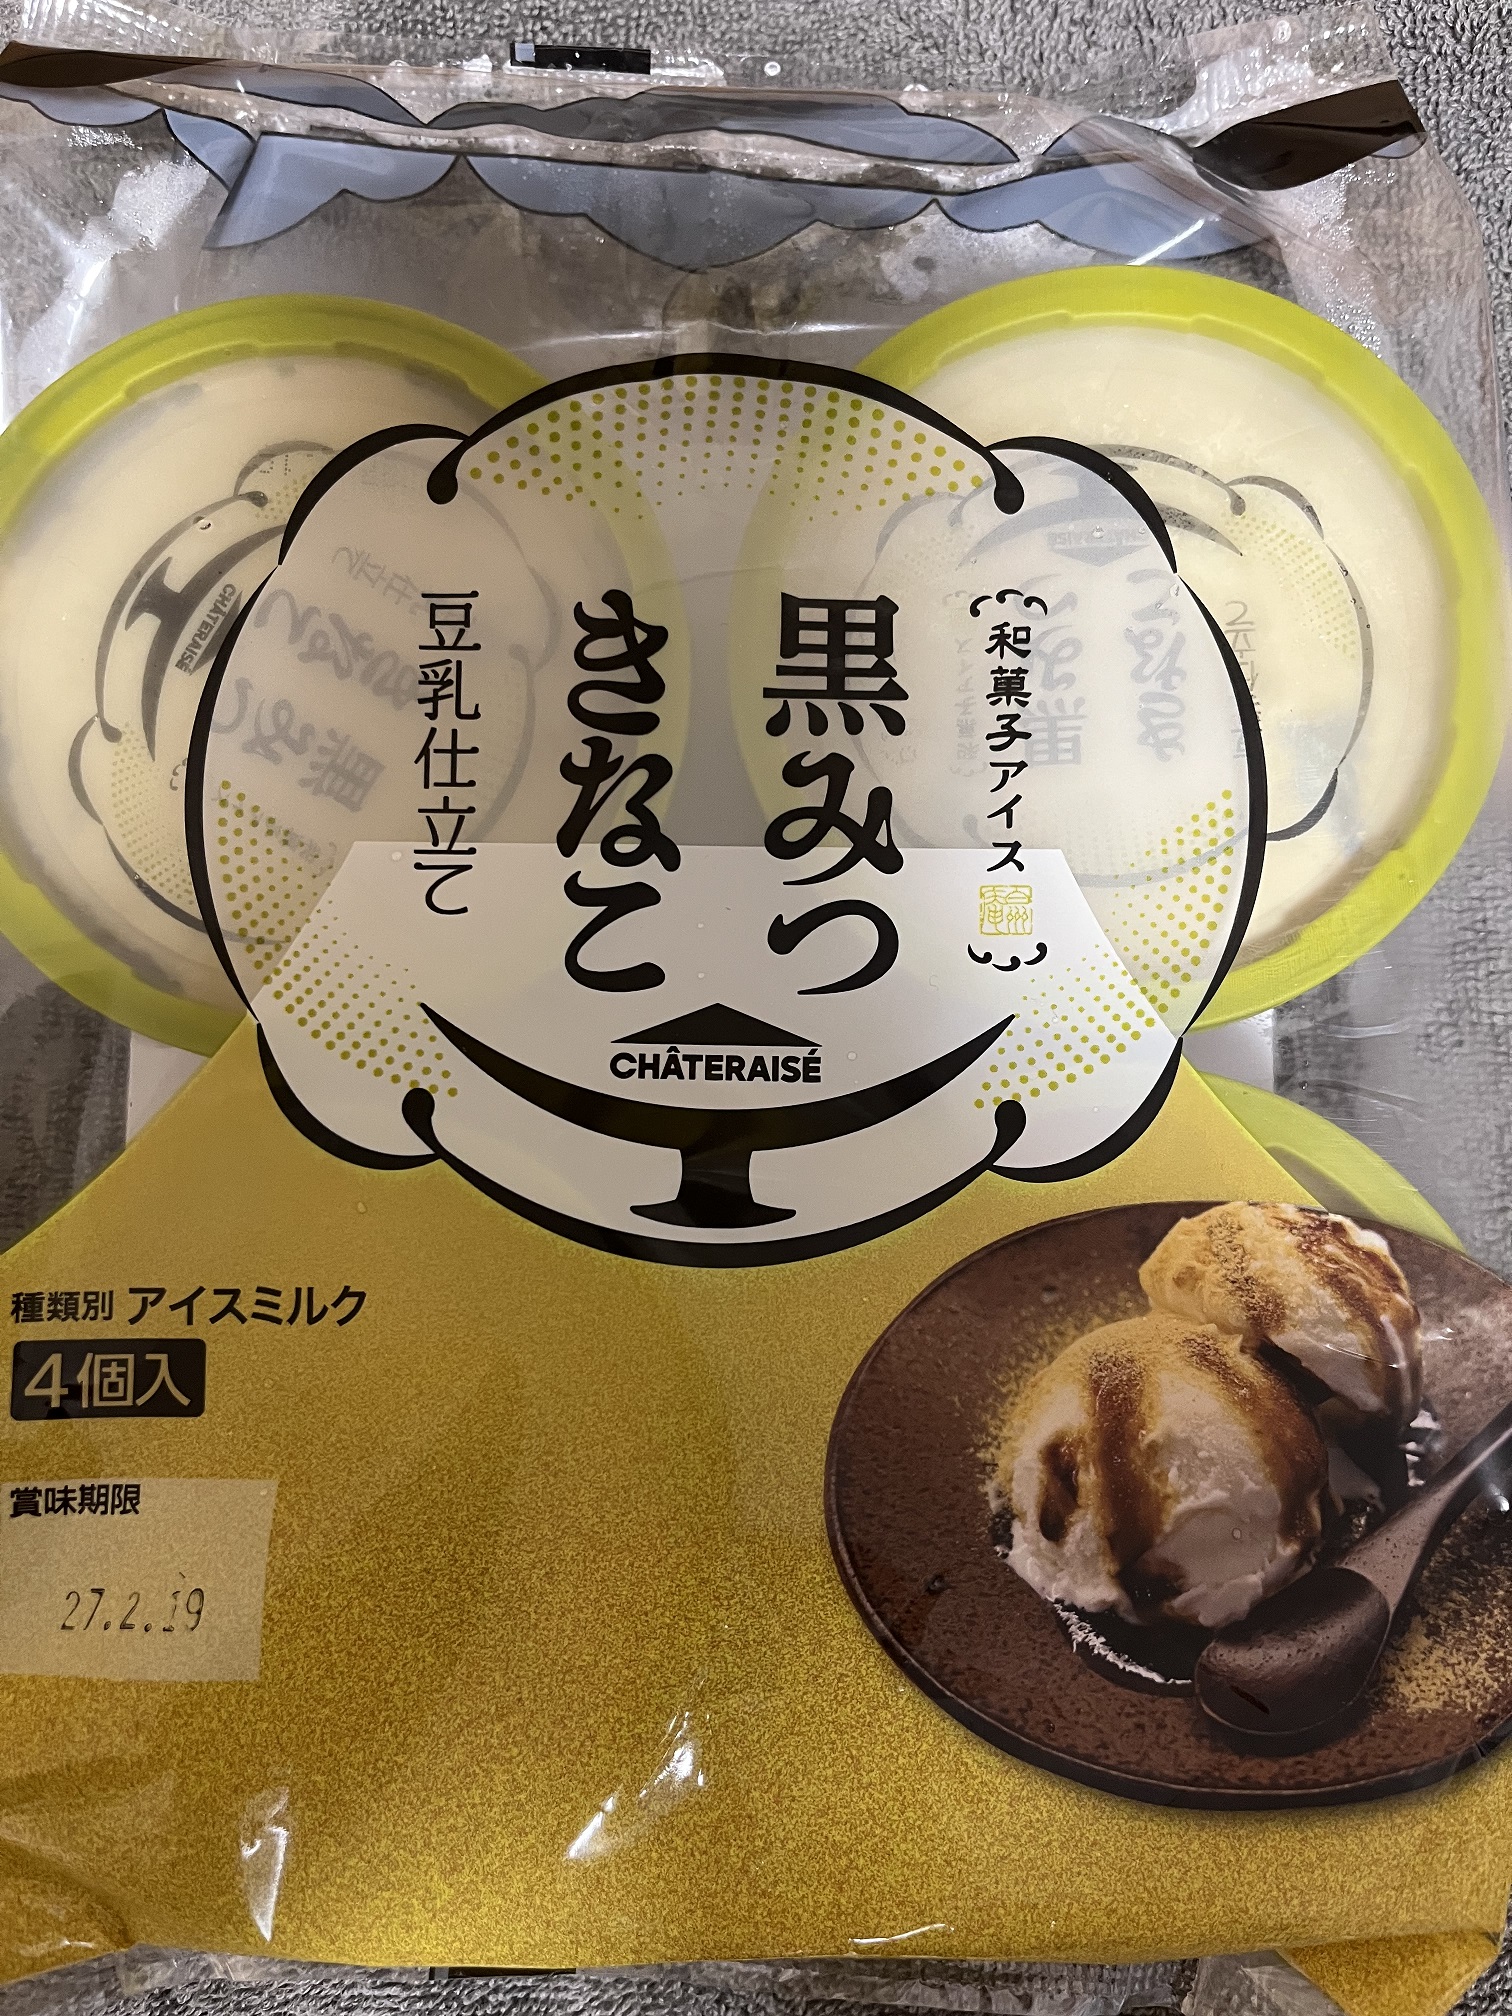 和菓子アイス
黒みつ
きなこ
豆乳仕立て
CHÂTERAISÉ
種類別 アイスミルク
4個入
賞味期限
27.2.19
CHÂTERAISÉ